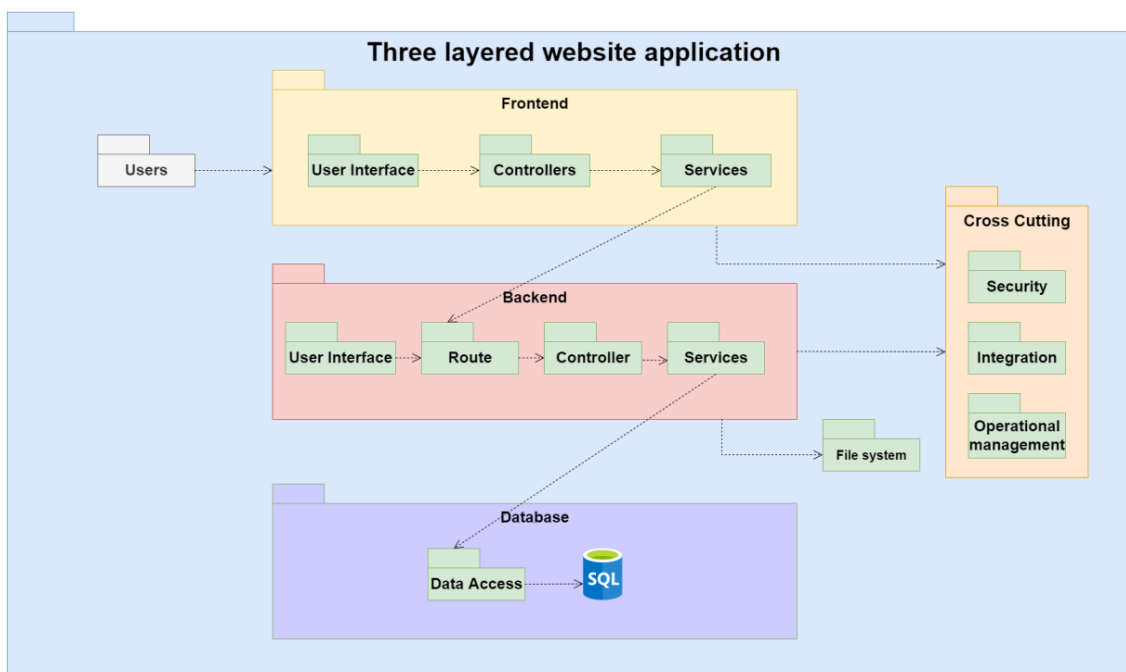 Three layered website application
Frontend
Users
User Interface
Controllers
Services
Cross Cutting
Security
Integration
Operational
management
Backend
User Interface
Route
Controller
Services
File system
Database
Data Access
SQL